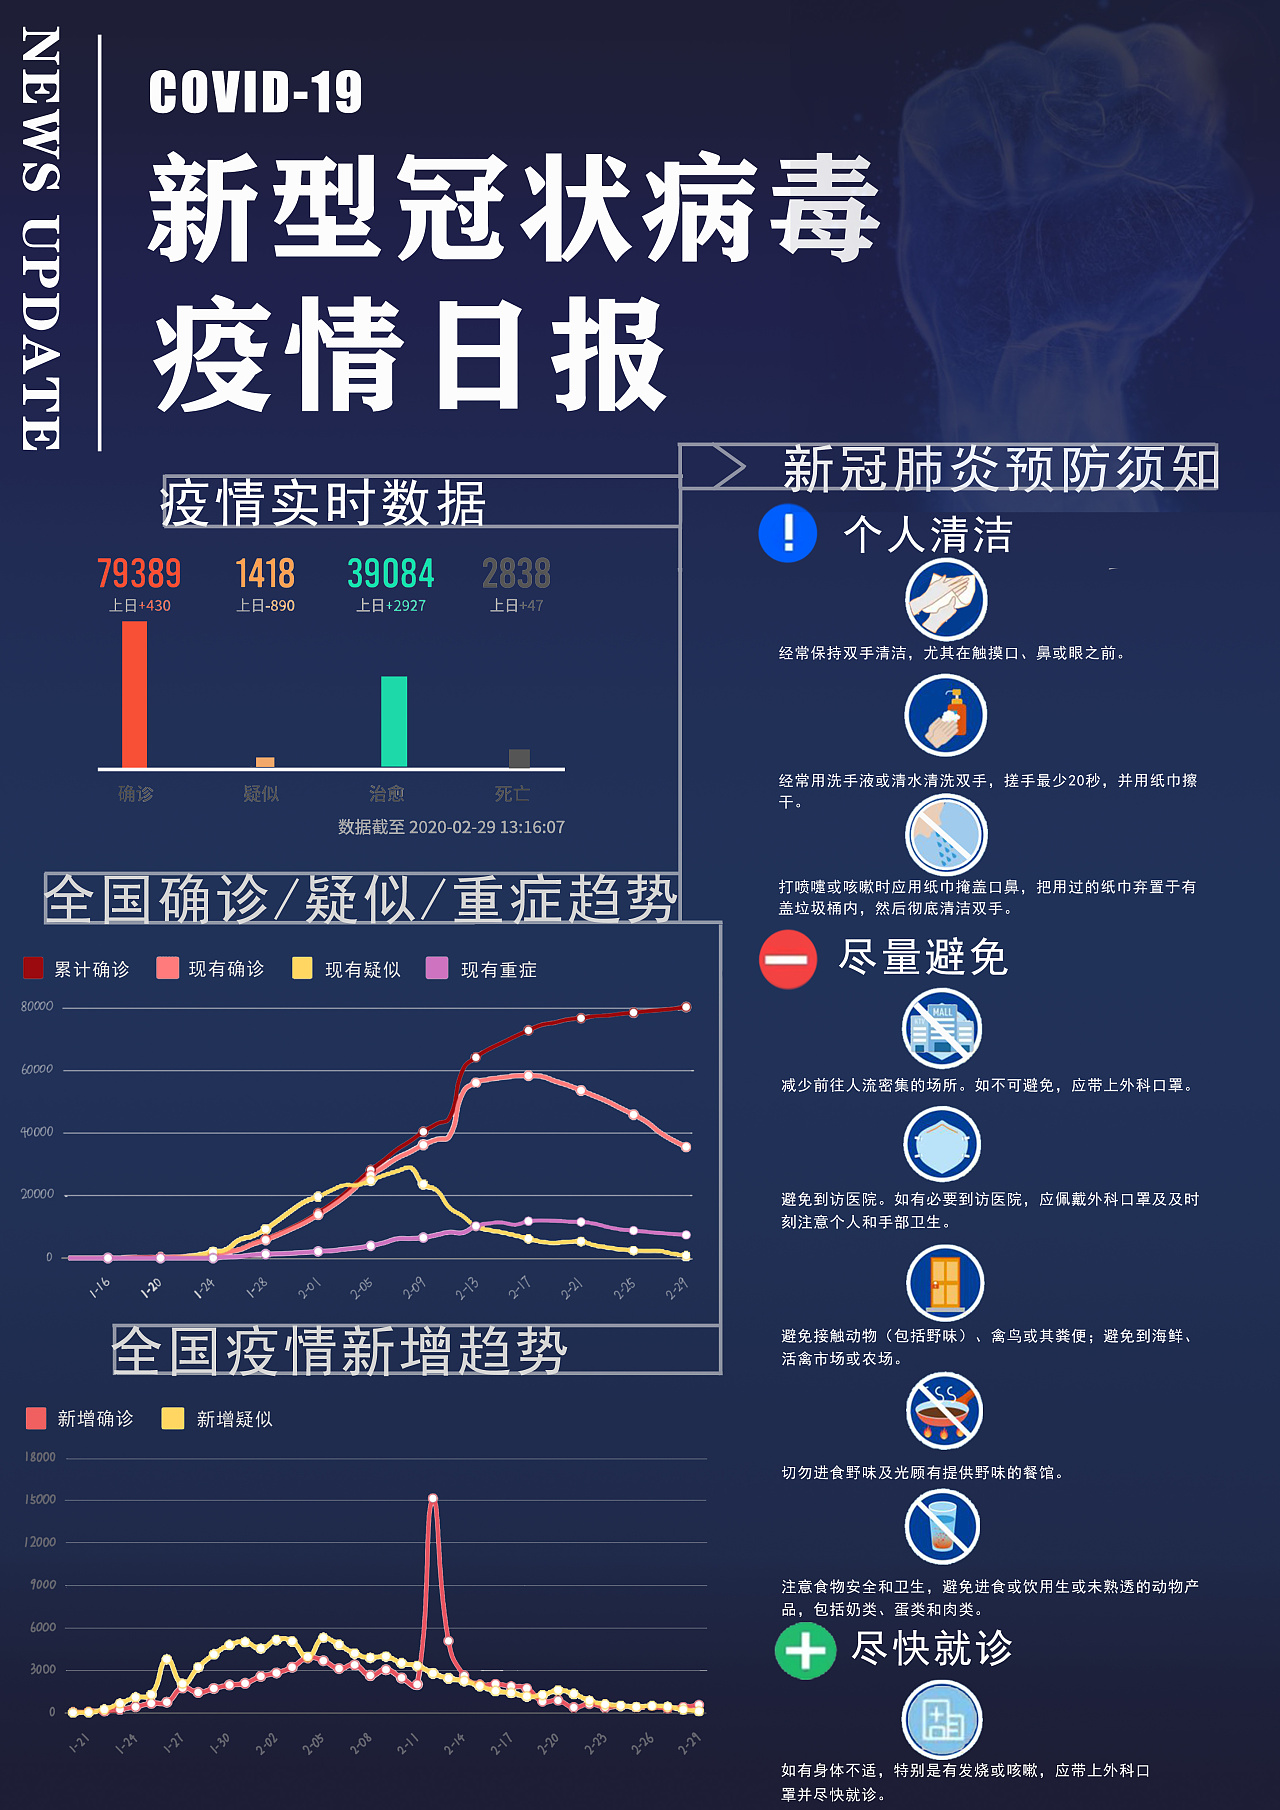 NEWS UPDATE
COVID-19
新型冠状病毒
疫情日报
疫情实时数据
79389 1418 39084 2838
上日+430 上日-890 上日+2927 上日+47
确诊 疑似 治愈 死亡
数据截至 2020-02-29 13:16:07
全国确诊/疑似/重症趋势
累计确诊 现有确诊 现有疑似 现有重症
80000
60000
40000
20000
0
1-16 1-20 1-24 1-28 2-01 2-05 2-09 2-13 2-17 2-21 2-25 2-29
全国疫情新增趋势
新增确诊 新增疑似
18000
15000
12000
9000
6000
3000
0
1-21 1-24 1-27 1-30 2-02 2-05 2-08 2-11 2-14 2-17 2-20 2-23 2-26 2-29
新冠肺炎预防须知
个人清洁
经常保持双手清洁，尤其在触摸口、鼻或眼之前。
经常用洗手液或清水清洗双手，搓手最少20秒，并用纸巾擦
干。
打喷嚏或咳嗽时应用纸巾掩盖口鼻，把用过的纸巾弃置于有
盖垃圾桶内，然后彻底清洁双手。
尽量避免
MALL
减少前往人流密集的场所。如不可避免，应带上外科口罩。
避免到访医院。如有必要到访医院，应佩戴外科口罩及及时
刻注意个人和手部卫生。
避免接触动物（包括野味）、禽鸟或其粪便；避免到海鲜、
活禽市场或农场。
切勿进食野味及光顾有提供野味的餐馆。
注意食物安全和卫生，避免进食或饮用生或未熟透的动物产
品，包括奶类、蛋类和肉类。
尽快就诊
如有身体不适，特别是有发烧或咳嗽，应带上外科口
罩并尽快就诊。